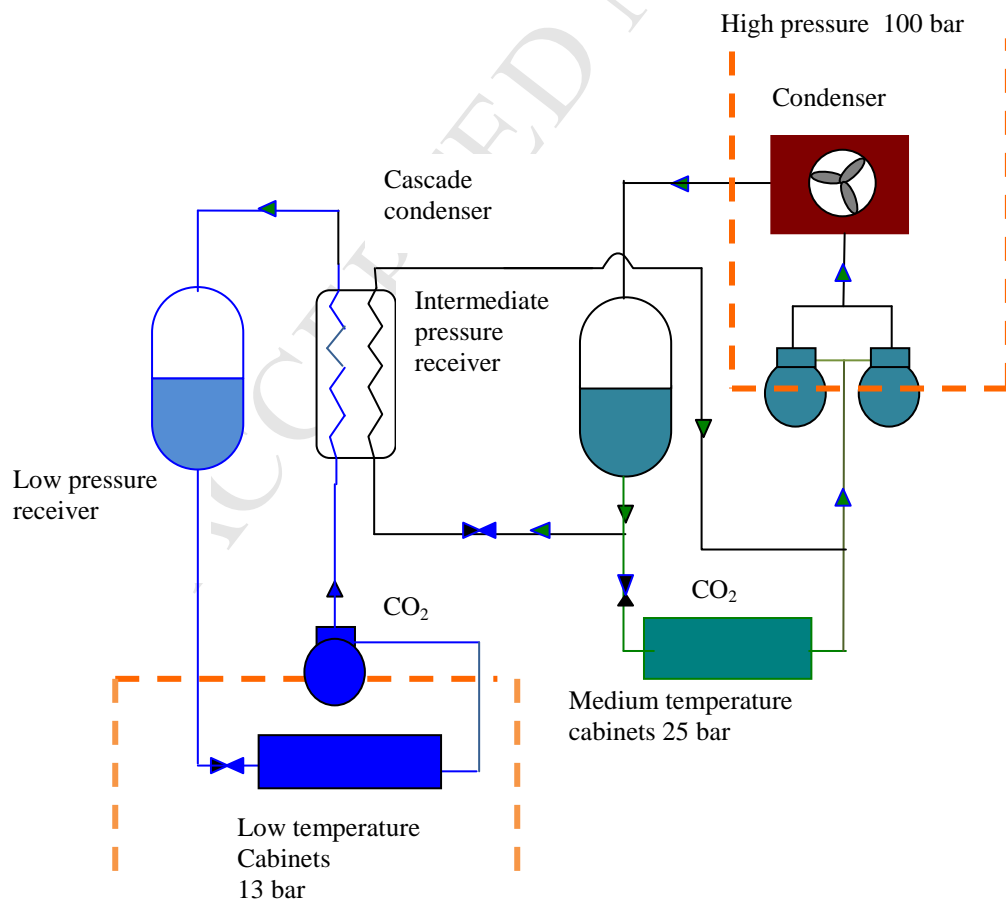 High pressure  100 bar
Condenser
Cascade
condenser
Intermediate
pressure
receiver
Low pressure
receiver
CO₂
CO₂
Medium temperature
cabinets 25 bar
Low temperature
Cabinets
13 bar